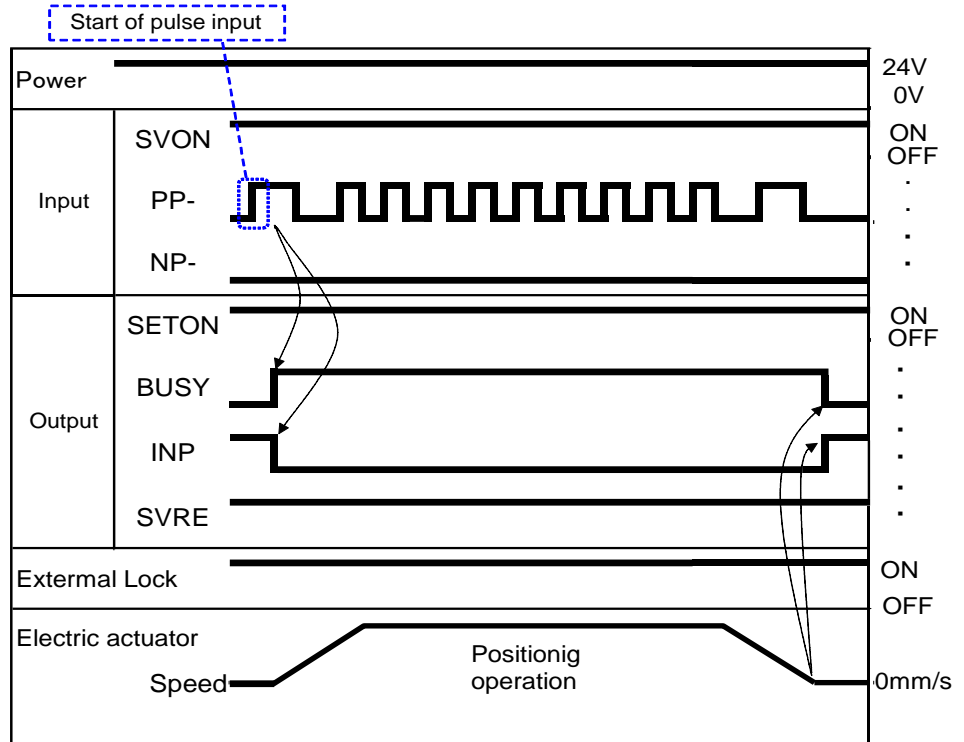 Start of pulse input
Power
24V
0V
Input
SVON
ON
OFF
PP-
NP-
Output
SETON
ON
OFF
BUSY
INP
SVRE
Extermal Lock
ON
OFF
Electric actuator
Speed
Positionig
operation
0mm/s